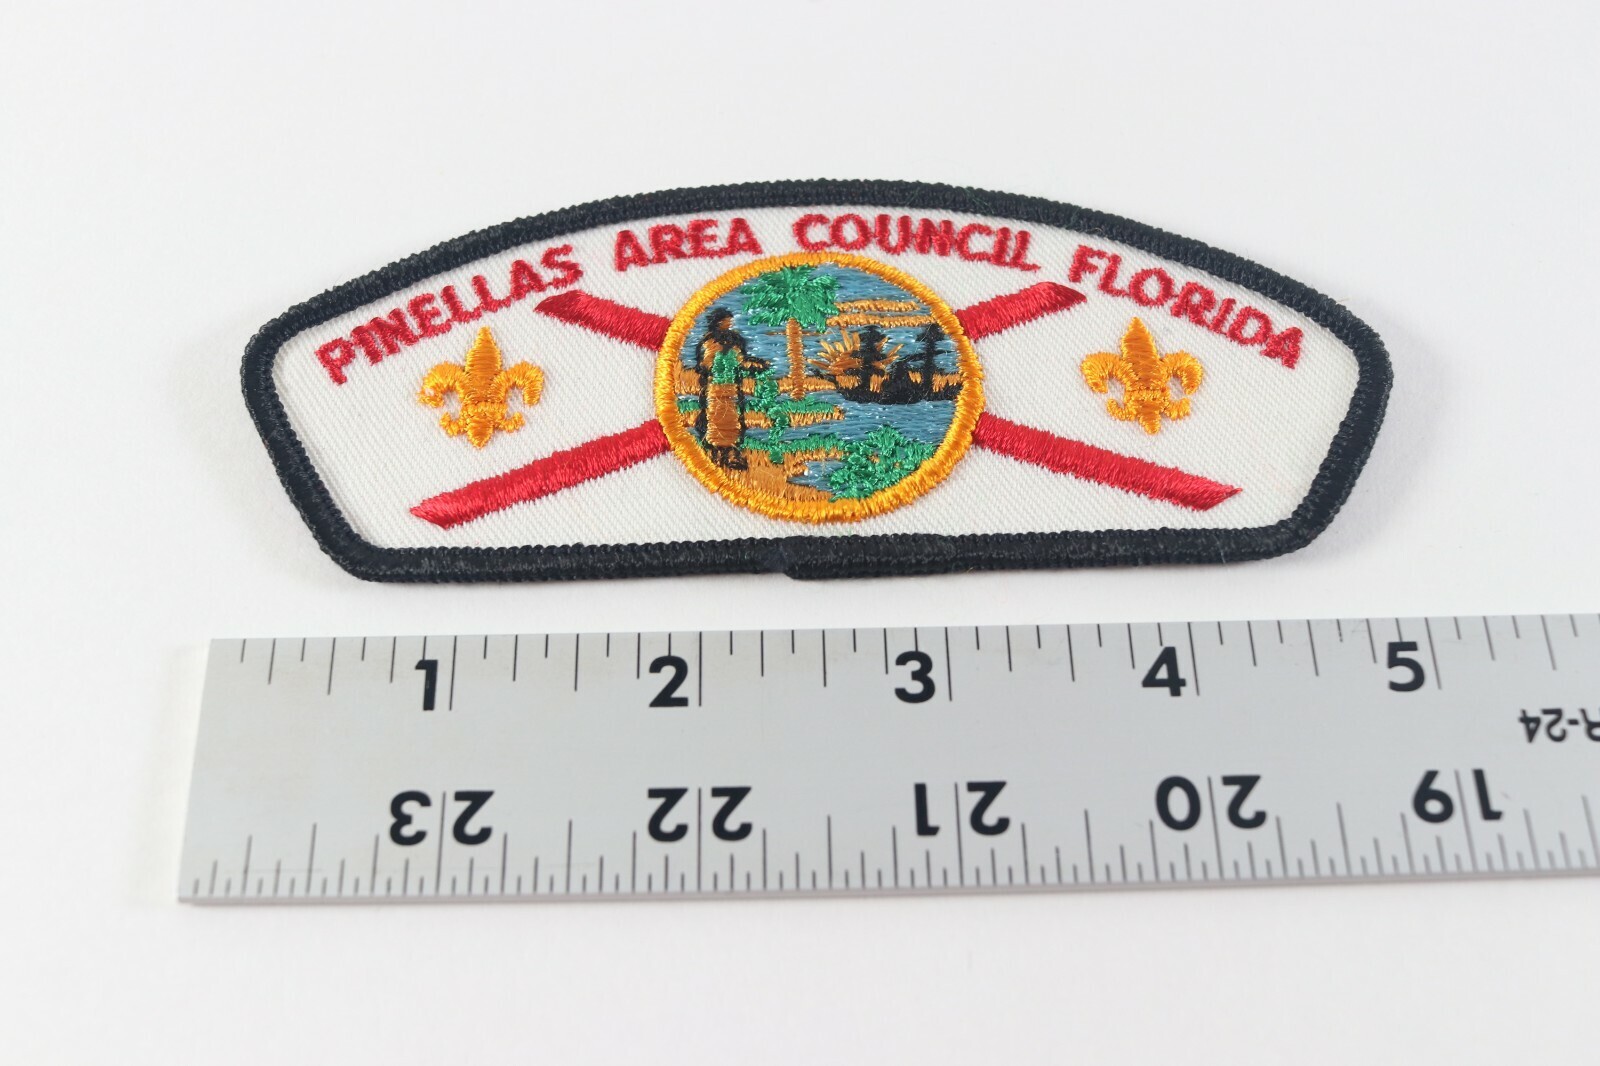 PINELLAS AREA COUNCIL FLORIDA
1 2 3 4 5
R-24
23 22 21 20 19